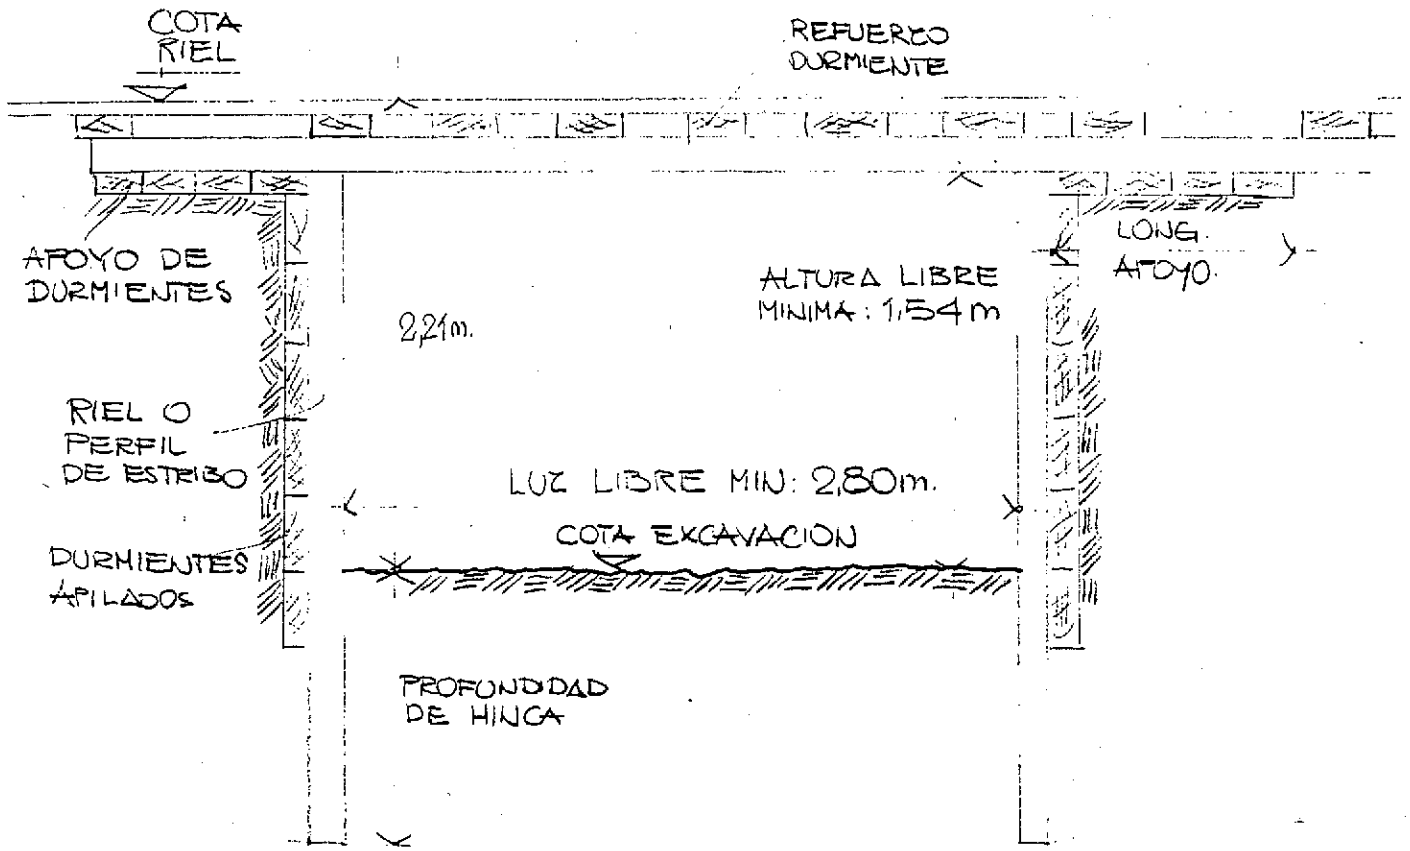 COTA
RIEL
REFUERZO
DURMIENTE
APOYO DE
DURMIENTES
LONG.
APOYO.
ALTURA LIBRE
MINIMA: 1,54m
2,21m.
RIEL O
PERFIL
DE ESTRIBO
LUZ LIBRE MIN: 2,80m.
COTA EXCAVACION
DURMIENTES
APILADOS
PROFUNDIDAD
DE HINCA